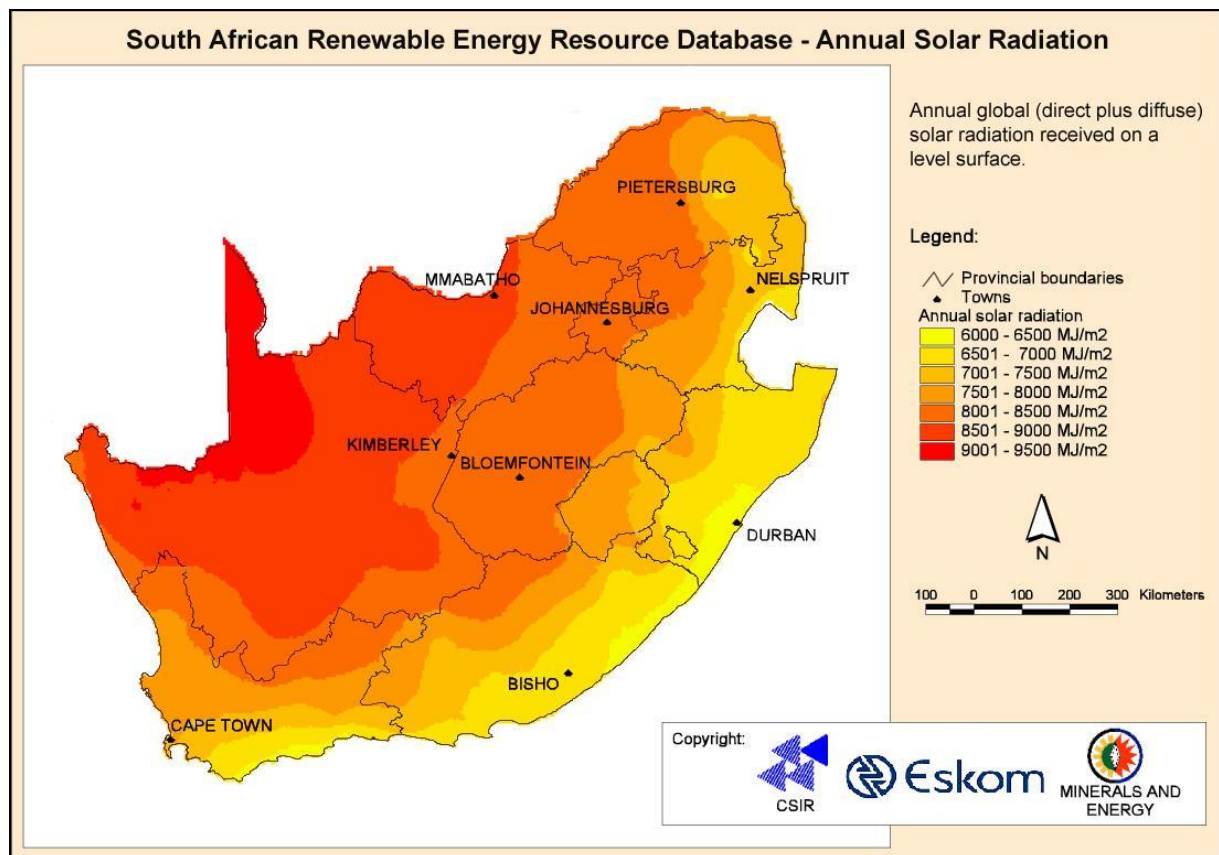 South African Renewable Energy Resource Database - Annual Solar Radiation
Annual global (direct plus diffuse)
solar radiation received on a
level surface.
PIETERSBURG
MMABATHO
NELSPRUIT
JOHANNESBURG
KIMBERLEY
BLOEMFONTEIN
DURBAN
BISHO
CAPE TOWN
Legend:
Provincial boundaries
Towns
Annual solar radiation
6000 - 6500 MJ/m2
6501 - 7000 MJ/m2
7001 - 7500 MJ/m2
7501 - 8000 MJ/m2
8001 - 8500 MJ/m2
8501 - 9000 MJ/m2
9001 - 9500 MJ/m2
N
100 0 100 200 300 Kilometers
Copyright:
CSIR
Eskom
MINERALS AND
ENERGY